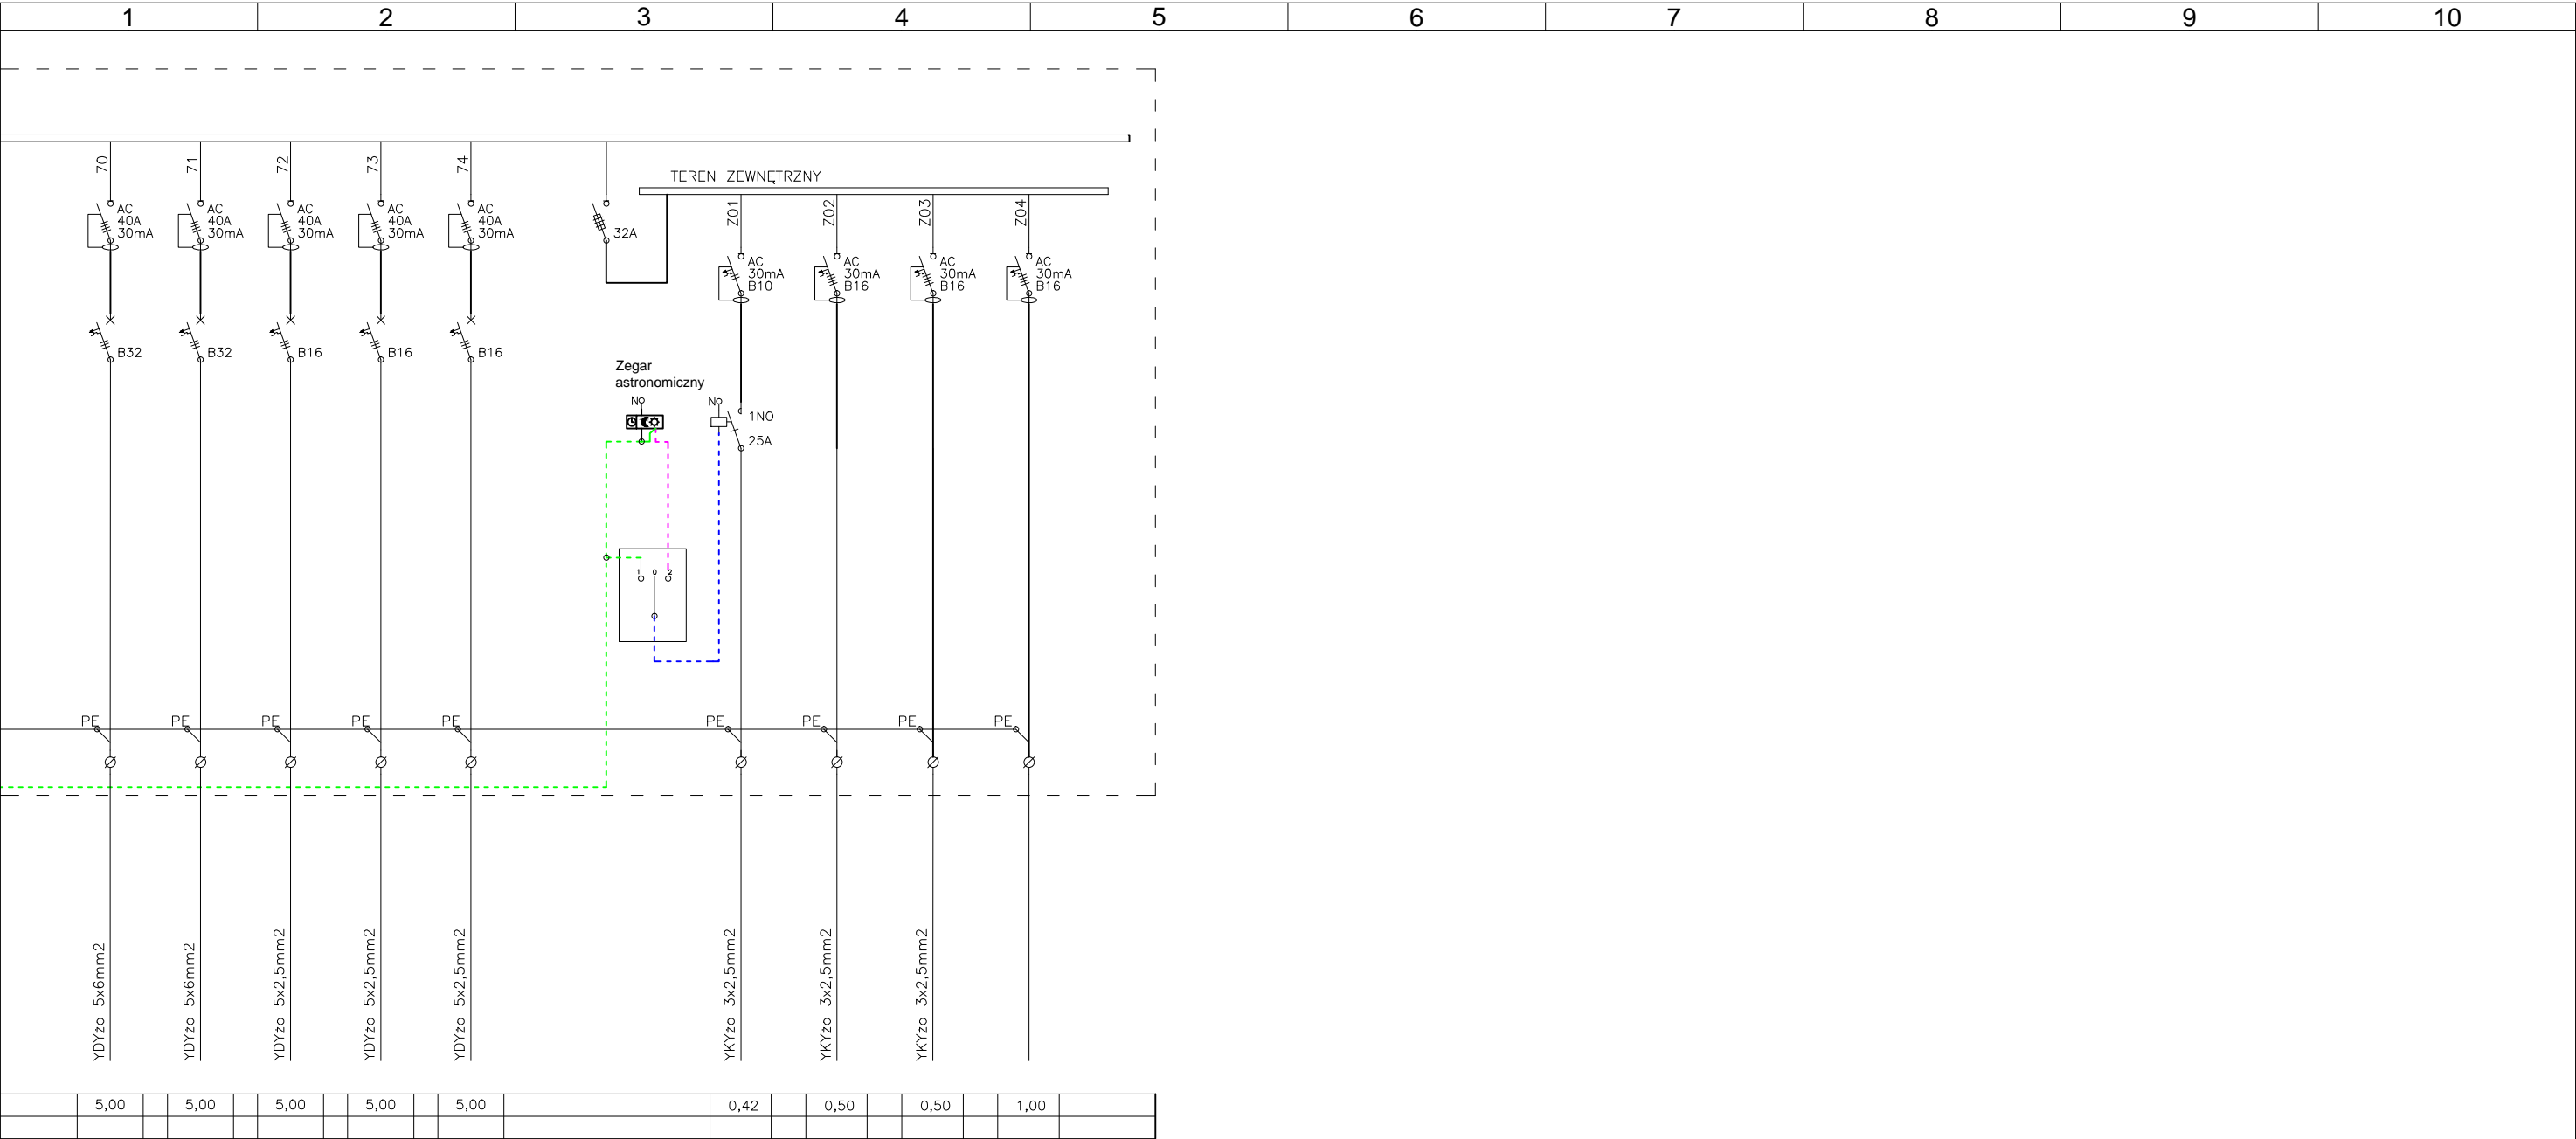 1 2 3 4 5 6 7 8 9 10
70 71 72 73 74
TEREN ZEWNĘTRZNY
Z01 Z02 Z03 Z04
AC AC AC AC AC
40A 40A 40A 40A 40A
30mA 30mA 30mA 30mA 30mA
32A
AC AC AC AC
30mA 30mA 30mA 30mA
B10 B16 B16 B16
B32 B32 B16 B16 B16
Zegar
astronomiczny
N N
1NO
25A
1 0 2
PE PE PE PE PE PE PE PE PE
YDYżo 5x6mm2
YDYżo 5x6mm2
YDYżo 5x2,5mm2
YDYżo 5x2,5mm2
YDYżo 5x2,5mm2
YKYżo 3x2,5mm2
YKYżo 3x2,5mm2
YKYżo 3x2,5mm2
5,00 5,00 5,00 5,00 5,00 0,42 0,50 0,50 1,00